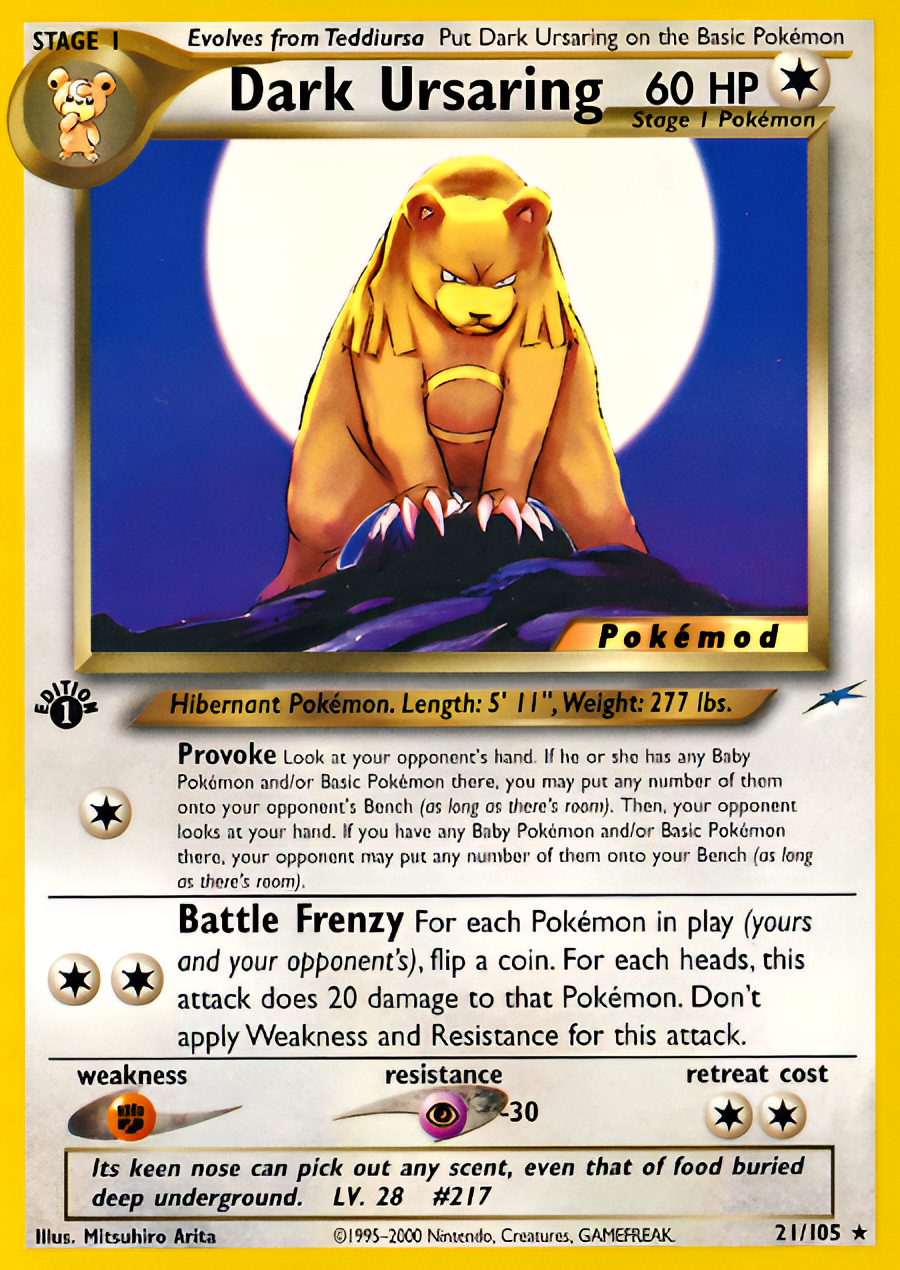 STAGE 1
Evolves from Teddiursa Put Dark Ursaring on the Basic Pokémon
Dark Ursaring 60 HP
Stage 1 Pokémon
Pokémod
EDITION
1
Hibernant Pokémon. Length: 5' 11", Weight: 277 lbs.
Provoke Look at your opponent's hand. If he or she has any Baby
Pokémon and/or Basic Pokémon there, you may put any number of them
onto your opponent's Bench (as long as there's room). Then, your opponent
looks at your hand. If you have any Baby Pokémon and/or Basic Pokémon
there, your opponent may put any number of them onto your Bench (as long
as there's room).
Battle Frenzy For each Pokémon in play (yours
and your opponent's), flip a coin. For each heads, this
attack does 20 damage to that Pokémon. Don't
apply Weakness and Resistance for this attack.
weakness resistance retreat cost
-30
Its keen nose can pick out any scent, even that of food buried
deep underground. LV. 28 #217
Illus. Mitsuhiro Arita ©1995-2000 Nintendo, Creatures, GAMEFREAK 21/105